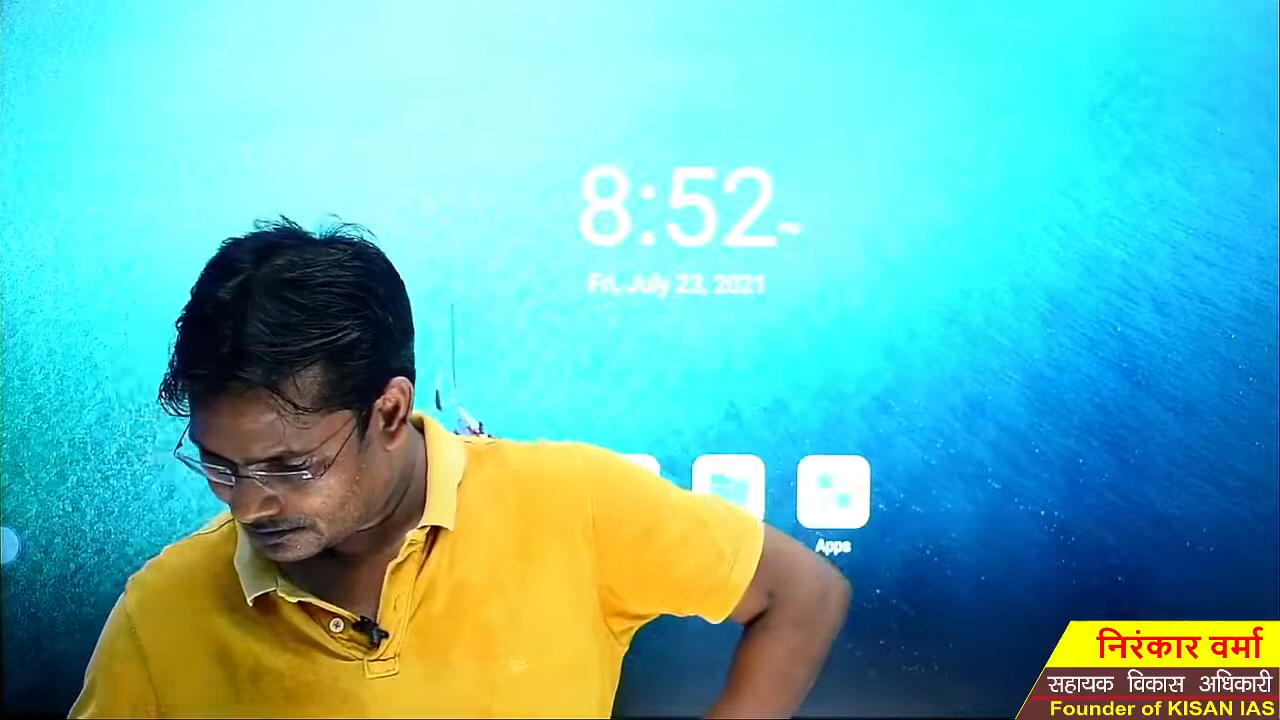 8:52
Fri, July 23, 2021
Apps
निरंकार वर्मा
सहायक विकास अधिकारी
Founder of KISAN IAS